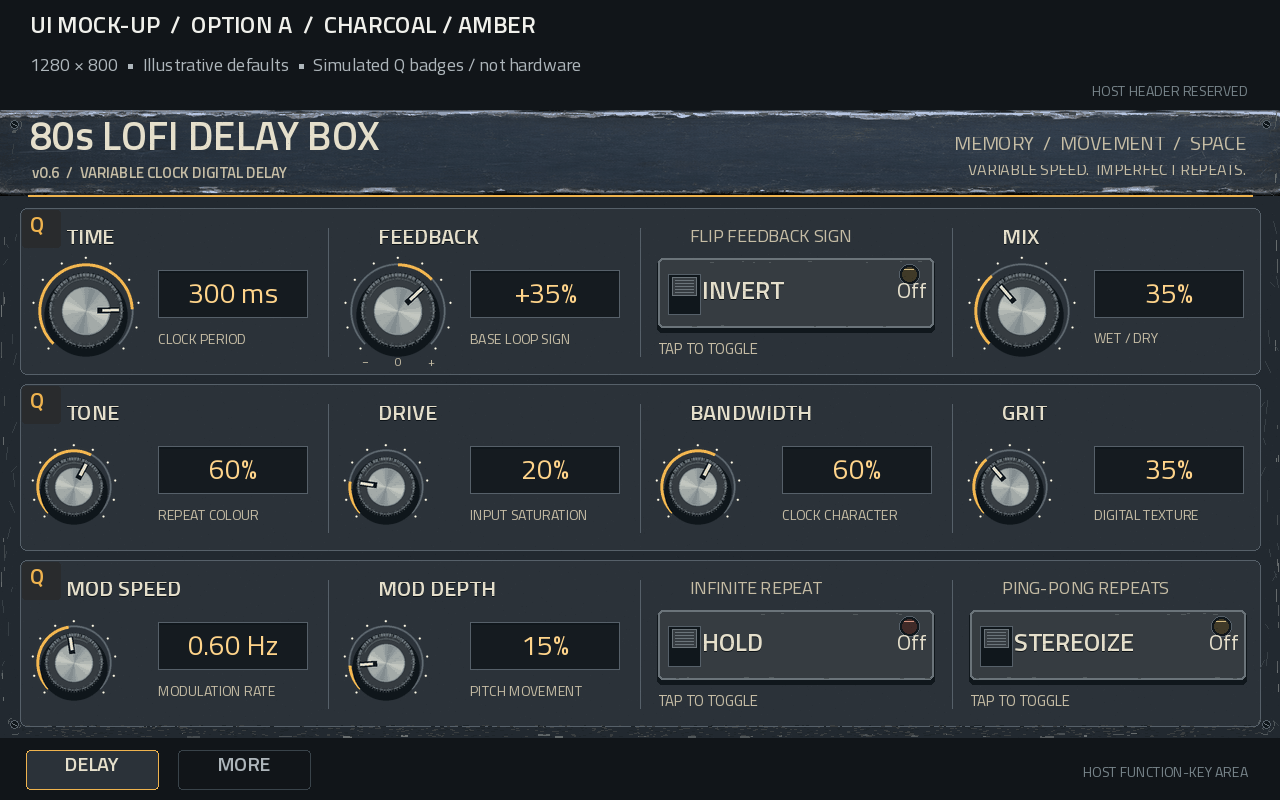 UI MOCK-UP / OPTION A / CHARCOAL / AMBER
1280 × 800 ▪ Illustrative defaults ▪ Simulated Q badges / not hardware
HOST HEADER RESERVED
80s LOFI DELAY BOX
MEMORY / MOVEMENT / SPACE
v0.6 / VARIABLE CLOCK DIGITAL DELAY
VARIABLE SPEED. IMPERFECT REPEATS.
Q
TIME
FEEDBACK
FLIP FEEDBACK SIGN
MIX
300 ms
+35%
INVERT
Off
35%
CLOCK PERIOD
BASE LOOP SIGN
TAP TO TOGGLE
WET / DRY
− 0 +
Q
TONE
DRIVE
BANDWIDTH
GRIT
60%
20%
60%
35%
REPEAT COLOUR
INPUT SATURATION
CLOCK CHARACTER
DIGITAL TEXTURE
Q
MOD SPEED
MOD DEPTH
INFINITE REPEAT
PING-PONG REPEATS
0.60 Hz
15%
HOLD
Off
STEREOIZE
Off
MODULATION RATE
PITCH MOVEMENT
TAP TO TOGGLE
TAP TO TOGGLE
DELAY
MORE
HOST FUNCTION-KEY AREA